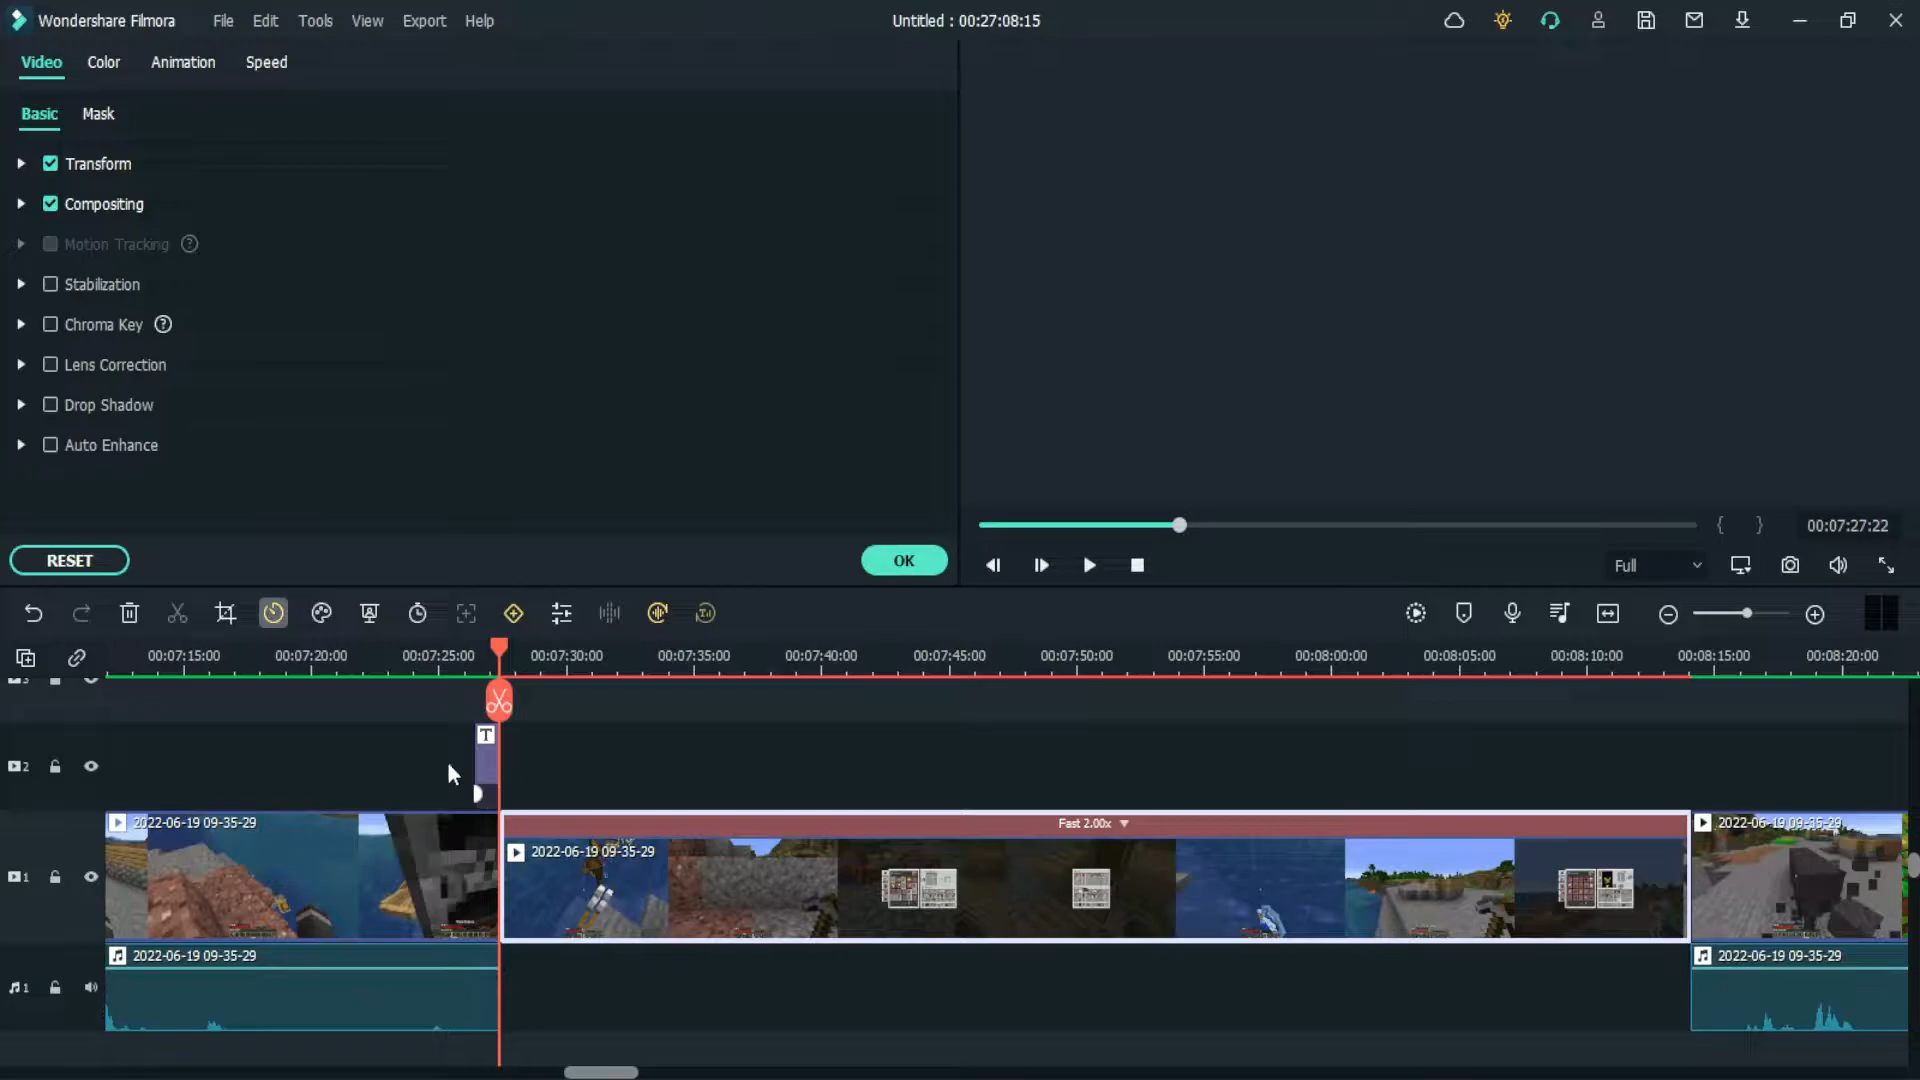 Wondershare Filmora File Edit Tools View Export Help Untitled : 00:27:08:15
Video Color Animation Speed
Basic Mask
Transform
Compositing
Motion Tracking ?
Stabilization
Chroma Key ?
Lens Correction
Drop Shadow
Auto Enhance
{ } 00:07:27:22
RESET OK
Full
00:07:15:00 00:07:20:00 00:07:25:00 00:07:30:00 00:07:35:00 00:07:40:00 00:07:45:00 00:07:50:00 00:07:55:00 00:08:00:00 00:08:05:00 00:08:10:00 00:08:15:00 00:08:20:00
3
T
2
2022-06-19 09-35-29 Fast 2.00x 2022-06-19 09-35-29
2022-06-19 09-35-29
1
2022-06-19 09-35-29 2022-06-19 09-35-29
1